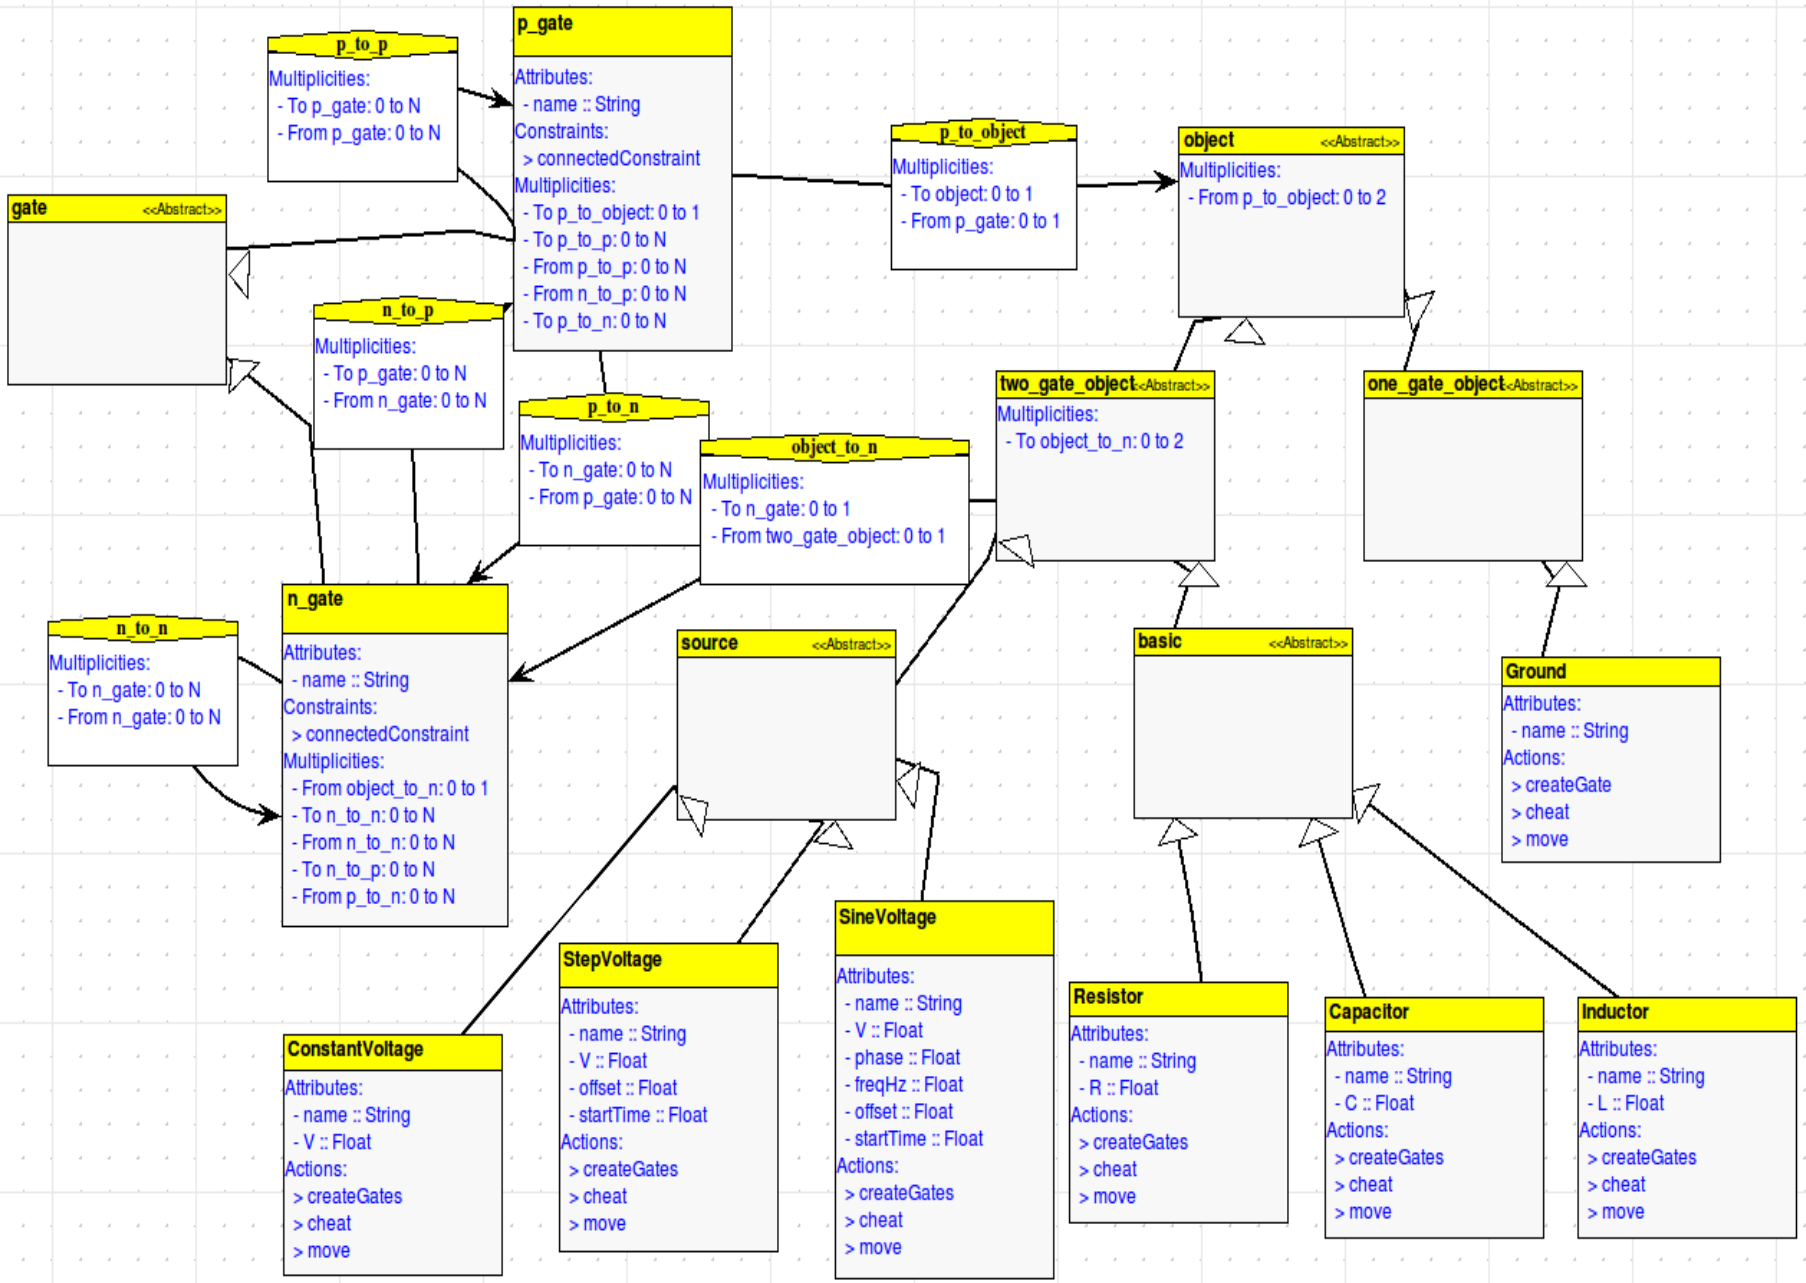 p_to_p
Multiplicities:
- To p_gate: 0 to N
- From p_gate: 0 to N
p_gate
Attributes:
- name :: String
Constraints:
> connectedConstraint
Multiplicities:
- To p_to_object: 0 to 1
- To p_to_p: 0 to N
- From p_to_p: 0 to N
- From n_to_p: 0 to N
- To p_to_n: 0 to N
p_to_object
Multiplicities:
- To object: 0 to 1
- From p_gate: 0 to 1
object <<Abstract>>
Multiplicities:
- From p_to_object: 0 to 2
gate <<Abstract>>
n_to_p
Multiplicities:
- To p_gate: 0 to N
- From n_gate: 0 to N
p_to_n
Multiplicities:
- To n_gate: 0 to N
- From p_gate: 0 to N
object_to_n
Multiplicities:
- To n_gate: 0 to 1
- From two_gate_object: 0 to 1
two_gate_object <<Abstract>>
Multiplicities:
- To object_to_n: 0 to 2
one_gate_object <<Abstract>>
n_to_n
Multiplicities:
- To n_gate: 0 to N
- From n_gate: 0 to N
n_gate
Attributes:
- name :: String
Constraints:
> connectedConstraint
Multiplicities:
- From object_to_n: 0 to 1
- To n_to_n: 0 to N
- From n_to_n: 0 to N
- To n_to_p: 0 to N
- From p_to_n: 0 to N
source <<Abstract>>
basic <<Abstract>>
Ground
Attributes:
- name :: String
Actions:
> createGate
> cheat
> move
ConstantVoltage
Attributes:
- name :: String
- V :: Float
Actions:
> createGates
> cheat
> move
StepVoltage
Attributes:
- name :: String
- V :: Float
- offset :: Float
- startTime :: Float
Actions:
> createGates
> cheat
> move
SineVoltage
Attributes:
- name :: String
- V :: Float
- phase :: Float
- freqHz :: Float
- offset :: Float
- startTime :: Float
Actions:
> createGates
> cheat
> move
Resistor
Attributes:
- name :: String
- R :: Float
Actions:
> createGates
> cheat
> move
Capacitor
Attributes:
- name :: String
- C :: Float
Actions:
> createGates
> cheat
> move
Inductor
Attributes:
- name :: String
- L :: Float
Actions:
> createGates
> cheat
> move